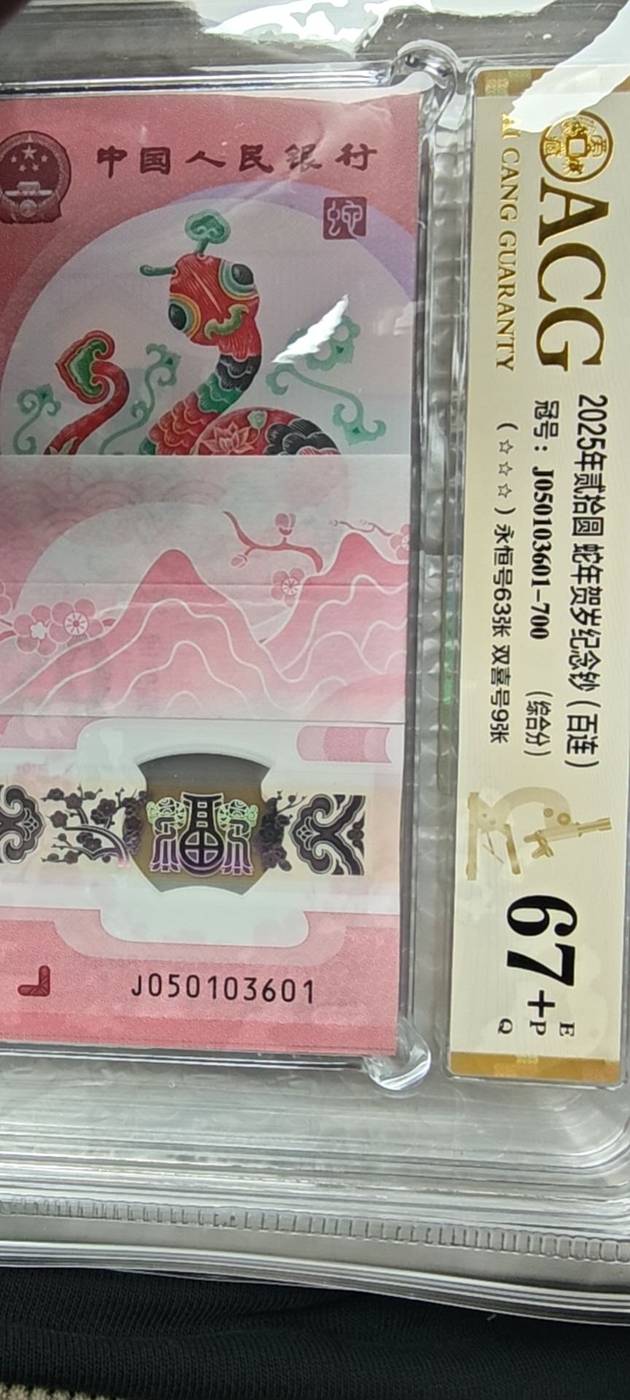 中国人民银行
蛇
J050103601
ACG
CANG GUARANTY
2025年贰拾圆 蛇年贺岁纪念钞（百连）
冠号：J050103601-700 （综合分）
（☆☆☆）永恒号63张 双喜号9张
67+
E
P
Q